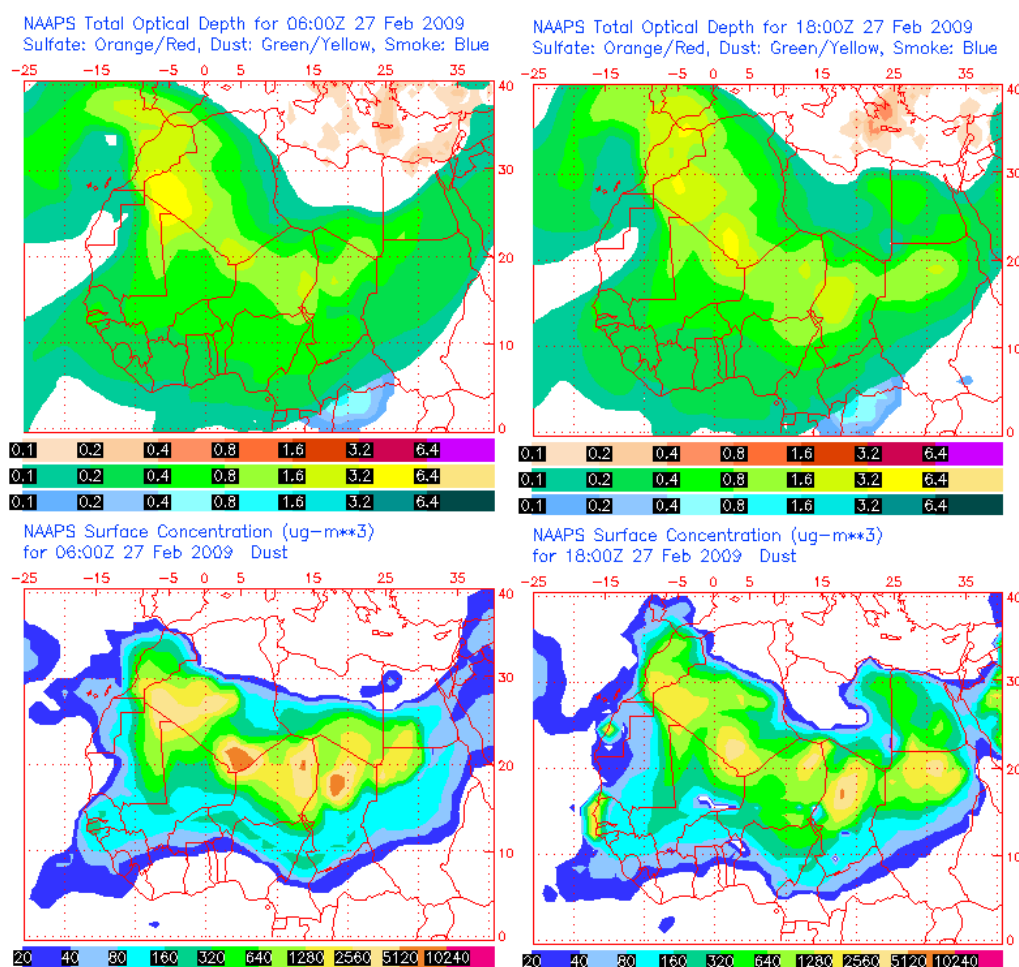 NAAPS Total Optical Depth for 06:00Z 27 Feb 2009
Sulfate: Orange/Red, Dust: Green/Yellow, Smoke: Blue
-25 -15 -5 0 5 15 25 35
40
30
20
10
0
0.1 0.2 0.4 0.8 1.6 3.2 6.4
0.1 0.2 0.4 0.8 1.6 3.2 6.4
0.1 0.2 0.4 0.8 1.6 3.2 6.4
NAAPS Total Optical Depth for 18:00Z 27 Feb 2009
Sulfate: Orange/Red, Dust: Green/Yellow, Smoke: Blue
-25 -15 -5 0 5 15 25 35
40
30
20
10
0
0.1 0.2 0.4 0.8 1.6 3.2 6.4
0.1 0.2 0.4 0.8 1.6 3.2 6.4
0.1 0.2 0.4 0.8 1.6 3.2 6.4
NAAPS Surface Concentration (ug-m**3)
for 06:00Z 27 Feb 2009 Dust
-25 -15 -5 0 5 15 25 35
40
30
20
10
0
20 40 80 160 320 640 1280 2560 5120 10240
NAAPS Surface Concentration (ug-m**3)
for 18:00Z 27 Feb 2009 Dust
-25 -15 -5 0 5 15 25 35
40
30
20
10
0
20 40 80 160 320 640 1280 2560 5120 10240